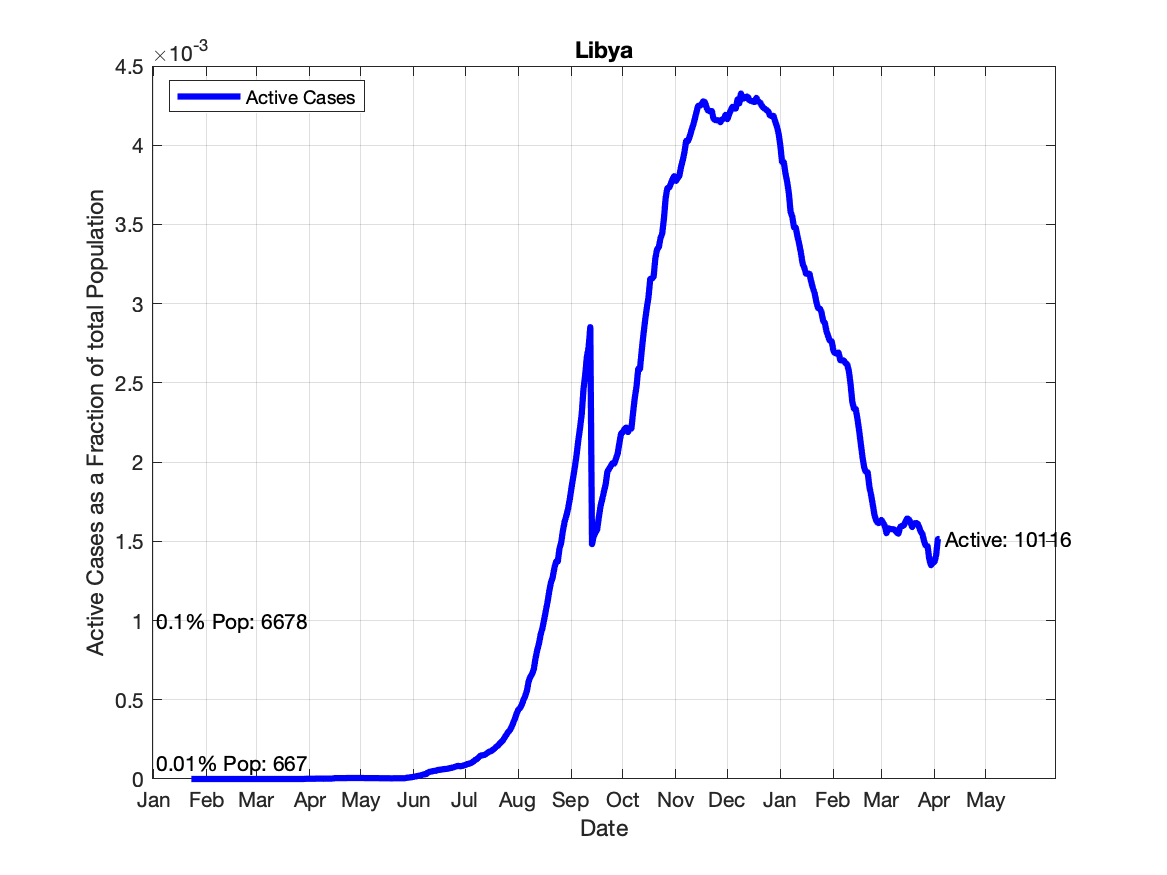 Libya
×10-3
4.5
4
3.5
3
2.5
2
1.5
1
0.5
0
Active Cases as a Fraction of total Population
Active Cases
Active: 10116
0.1% Pop: 6678
0.01% Pop: 667
Jan Feb Mar Apr May Jun Jul Aug Sep Oct Nov Dec Jan Feb Mar Apr May
Date